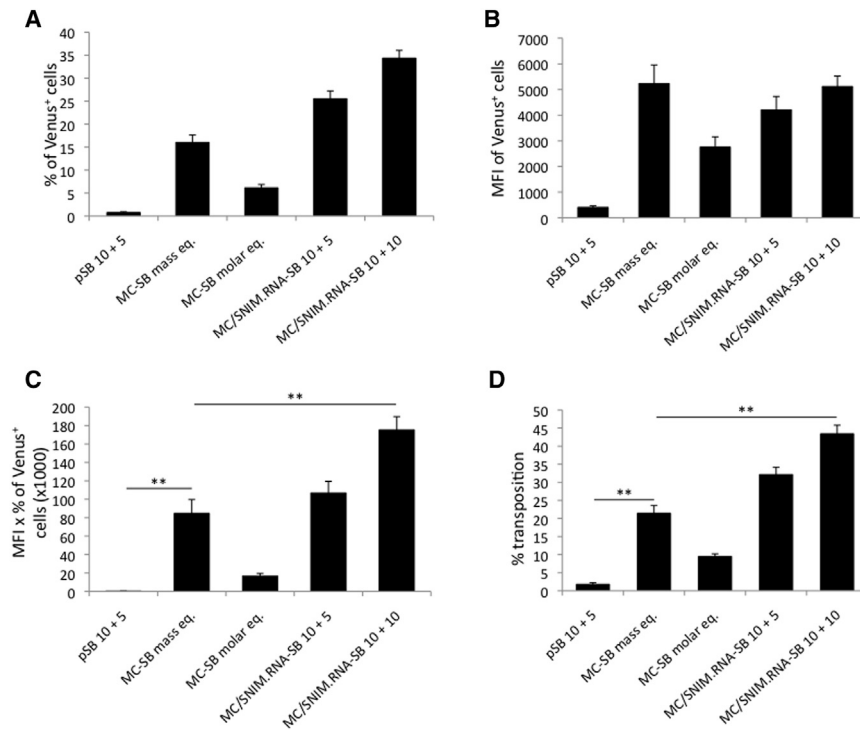 A
% of Venus+ cells
40
35
30
25
20
15
10
5
0
pSB 10 + 5
MC-SB mass eq.
MC-SB molar eq.
MC/SNIM.RNA-SB 10 + 5
MC/SNIM.RNA-SB 10 + 10
B
MFI of Venus+ cells
7000
6000
5000
4000
3000
2000
1000
0
pSB 10 + 5
MC-SB mass eq.
MC-SB molar eq.
MC/SNIM.RNA-SB 10 + 5
MC/SNIM.RNA-SB 10 + 10
C
MFI x % of Venus+
cells (x1000)
200
180
160
140
120
100
80
60
40
20
0
**
**
pSB 10 + 5
MC-SB mass eq.
MC-SB molar eq.
MC/SNIM.RNA-SB 10 + 5
MC/SNIM.RNA-SB 10 + 10
D
% transposition
50
45
40
35
30
25
20
15
10
5
0
**
**
pSB 10 + 5
MC-SB mass eq.
MC-SB molar eq.
MC/SNIM.RNA-SB 10 + 5
MC/SNIM.RNA-SB 10 + 10